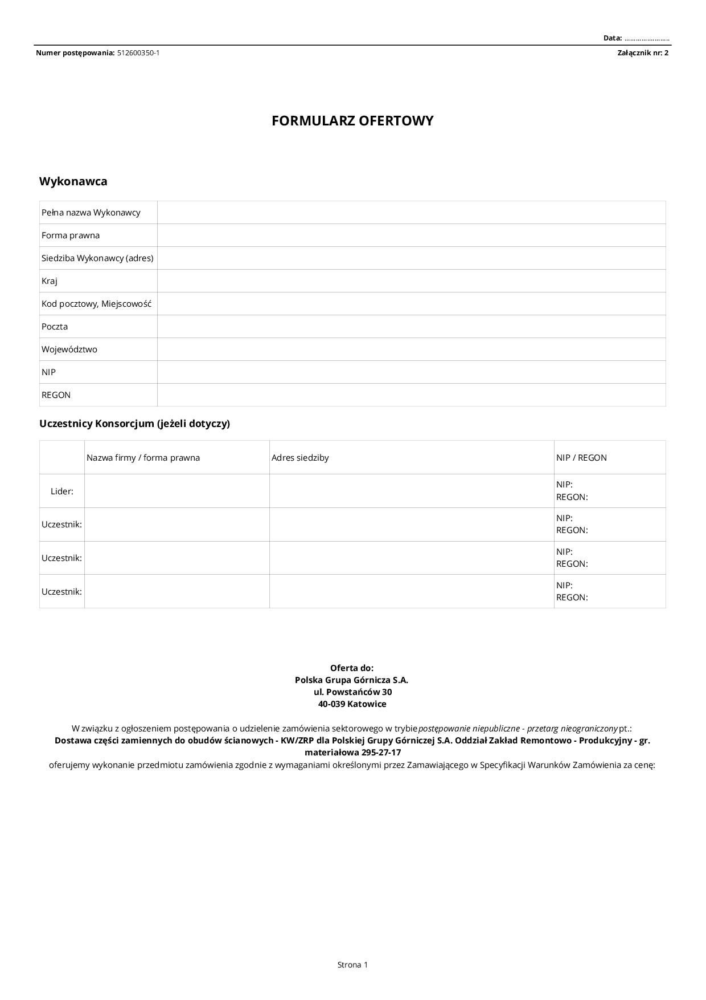 Data: ........................
Numer postępowania: 512600350-1 Załącznik nr: 2
FORMULARZ OFERTOWY
Wykonawca
Pełna nazwa Wykonawcy
Forma prawna
Siedziba Wykonawcy (adres)
Kraj
Kod pocztowy, Miejscowość
Poczta
Województwo
NIP
REGON
Uczestnicy Konsorcjum (jeżeli dotyczy)
Nazwa firmy / forma prawna Adres siedziby NIP / REGON
Lider:
NIP:
REGON:
Uczestnik:
NIP:
REGON:
Uczestnik:
NIP:
REGON:
Uczestnik:
NIP:
REGON:
Oferta do:
Polska Grupa Górnicza S.A.
ul. Powstańców 30
40-039 Katowice
W związku z ogłoszeniem postępowania o udzielenie zamówienia sektorowego w trybie postępowanie niepubliczne - przetarg nieograniczony pt.:
Dostawa części zamiennych do obudów ścianowych - KW/ZRP dla Polskiej Grupy Górniczej S.A. Oddział Zakład Remontowo - Produkcyjny - gr.
materiałowa 295-27-17
oferujemy wykonanie przedmiotu zamówienia zgodnie z wymaganiami określonymi przez Zamawiającego w Specyfikacji Warunków Zamówienia za cenę:
Strona 1